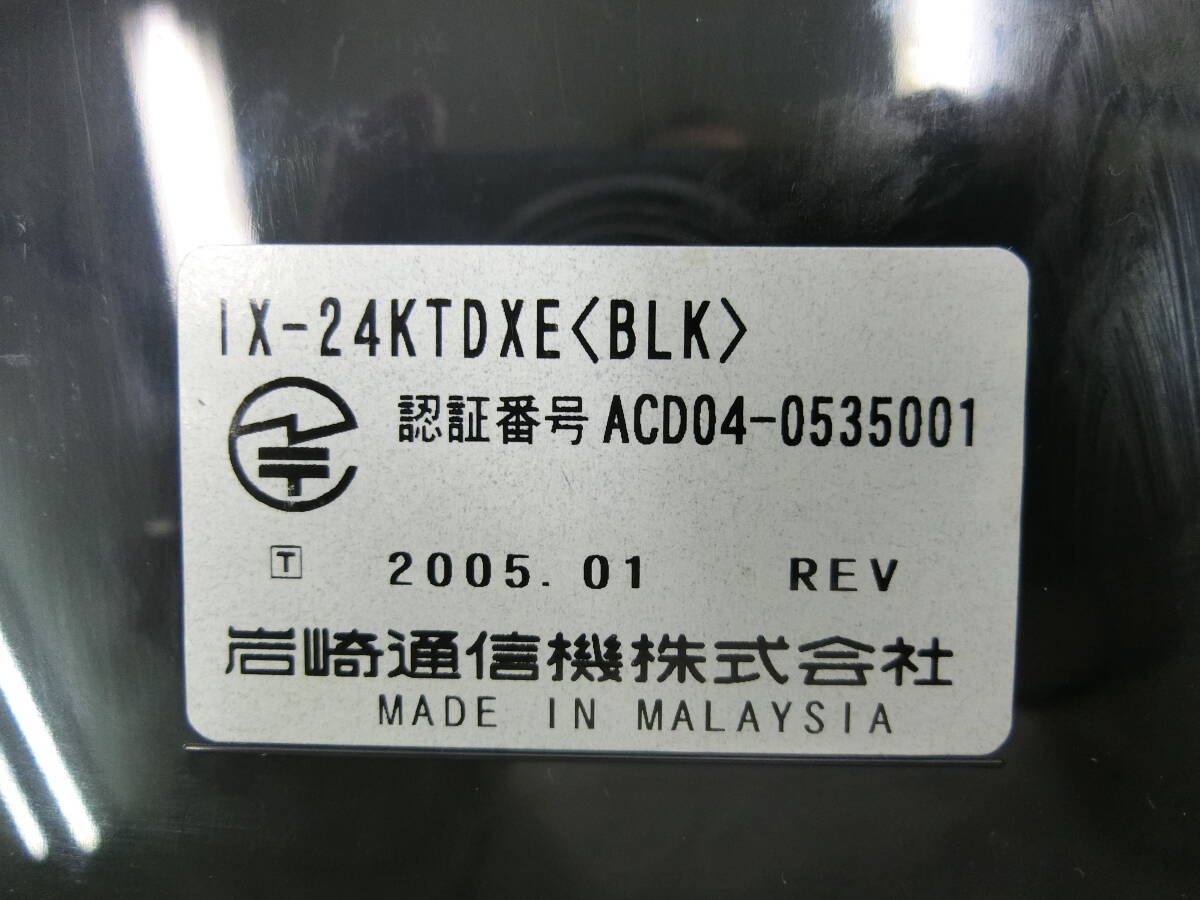 IX-24KTDXE<BLK>
認証番号 ACD04-0535001
T 2005.01 REV
岩崎通信機株式会社
MADE IN MALAYSIA